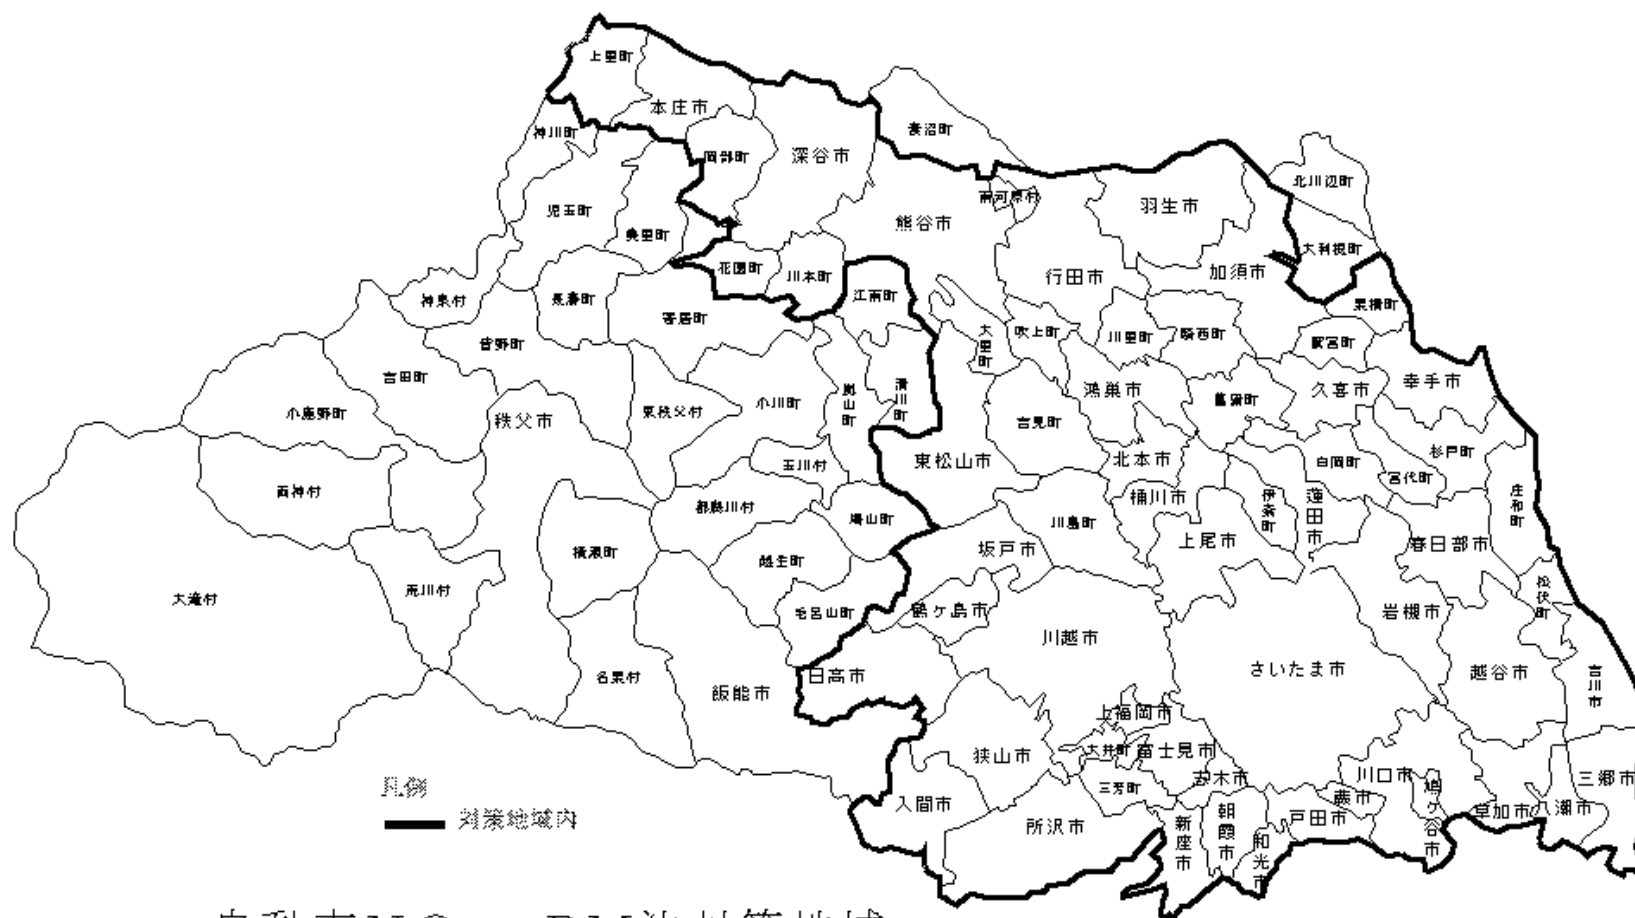 上里町
本庄市
神川町
岡部町
深谷市
妻沼町
児玉町
美里町
熊谷市
南河原村
羽生市
北川辺町
大利根町
花園町
川本町
江南町
行田市
加須市
神泉村
長瀞町
寄居町
栗橋町
皆野町
大里町
吹上町
川里町
騎西町
鷲宮町
吉田町
小鹿野町
秩父市
東秩父村
小川町
嵐山町
滑川町
吉見町
鴻巣市
菖蒲町
久喜市
幸手市
両神村
玉川村
東松山市
北本市
白岡町
杉戸町
宮代町
都幾川村
鳩山町
川島町
桶川市
伊奈町
蓮田市
庄和町
横瀬町
越生町
坂戸市
上尾市
春日部市
大滝村
荒川村
毛呂山町
鶴ヶ島市
川越市
岩槻市
松伏町
名栗村
飯能市
日高市
さいたま市
越谷市
吉川市
上福岡市
狭山市
大井町
富士見市
三芳町
志木市
川口市
鳩ヶ谷市
三郷市
入間市
所沢市
新座市
朝霞市
和光市
戸田市
蕨市
草加市
八潮市
凡例
対策地域内